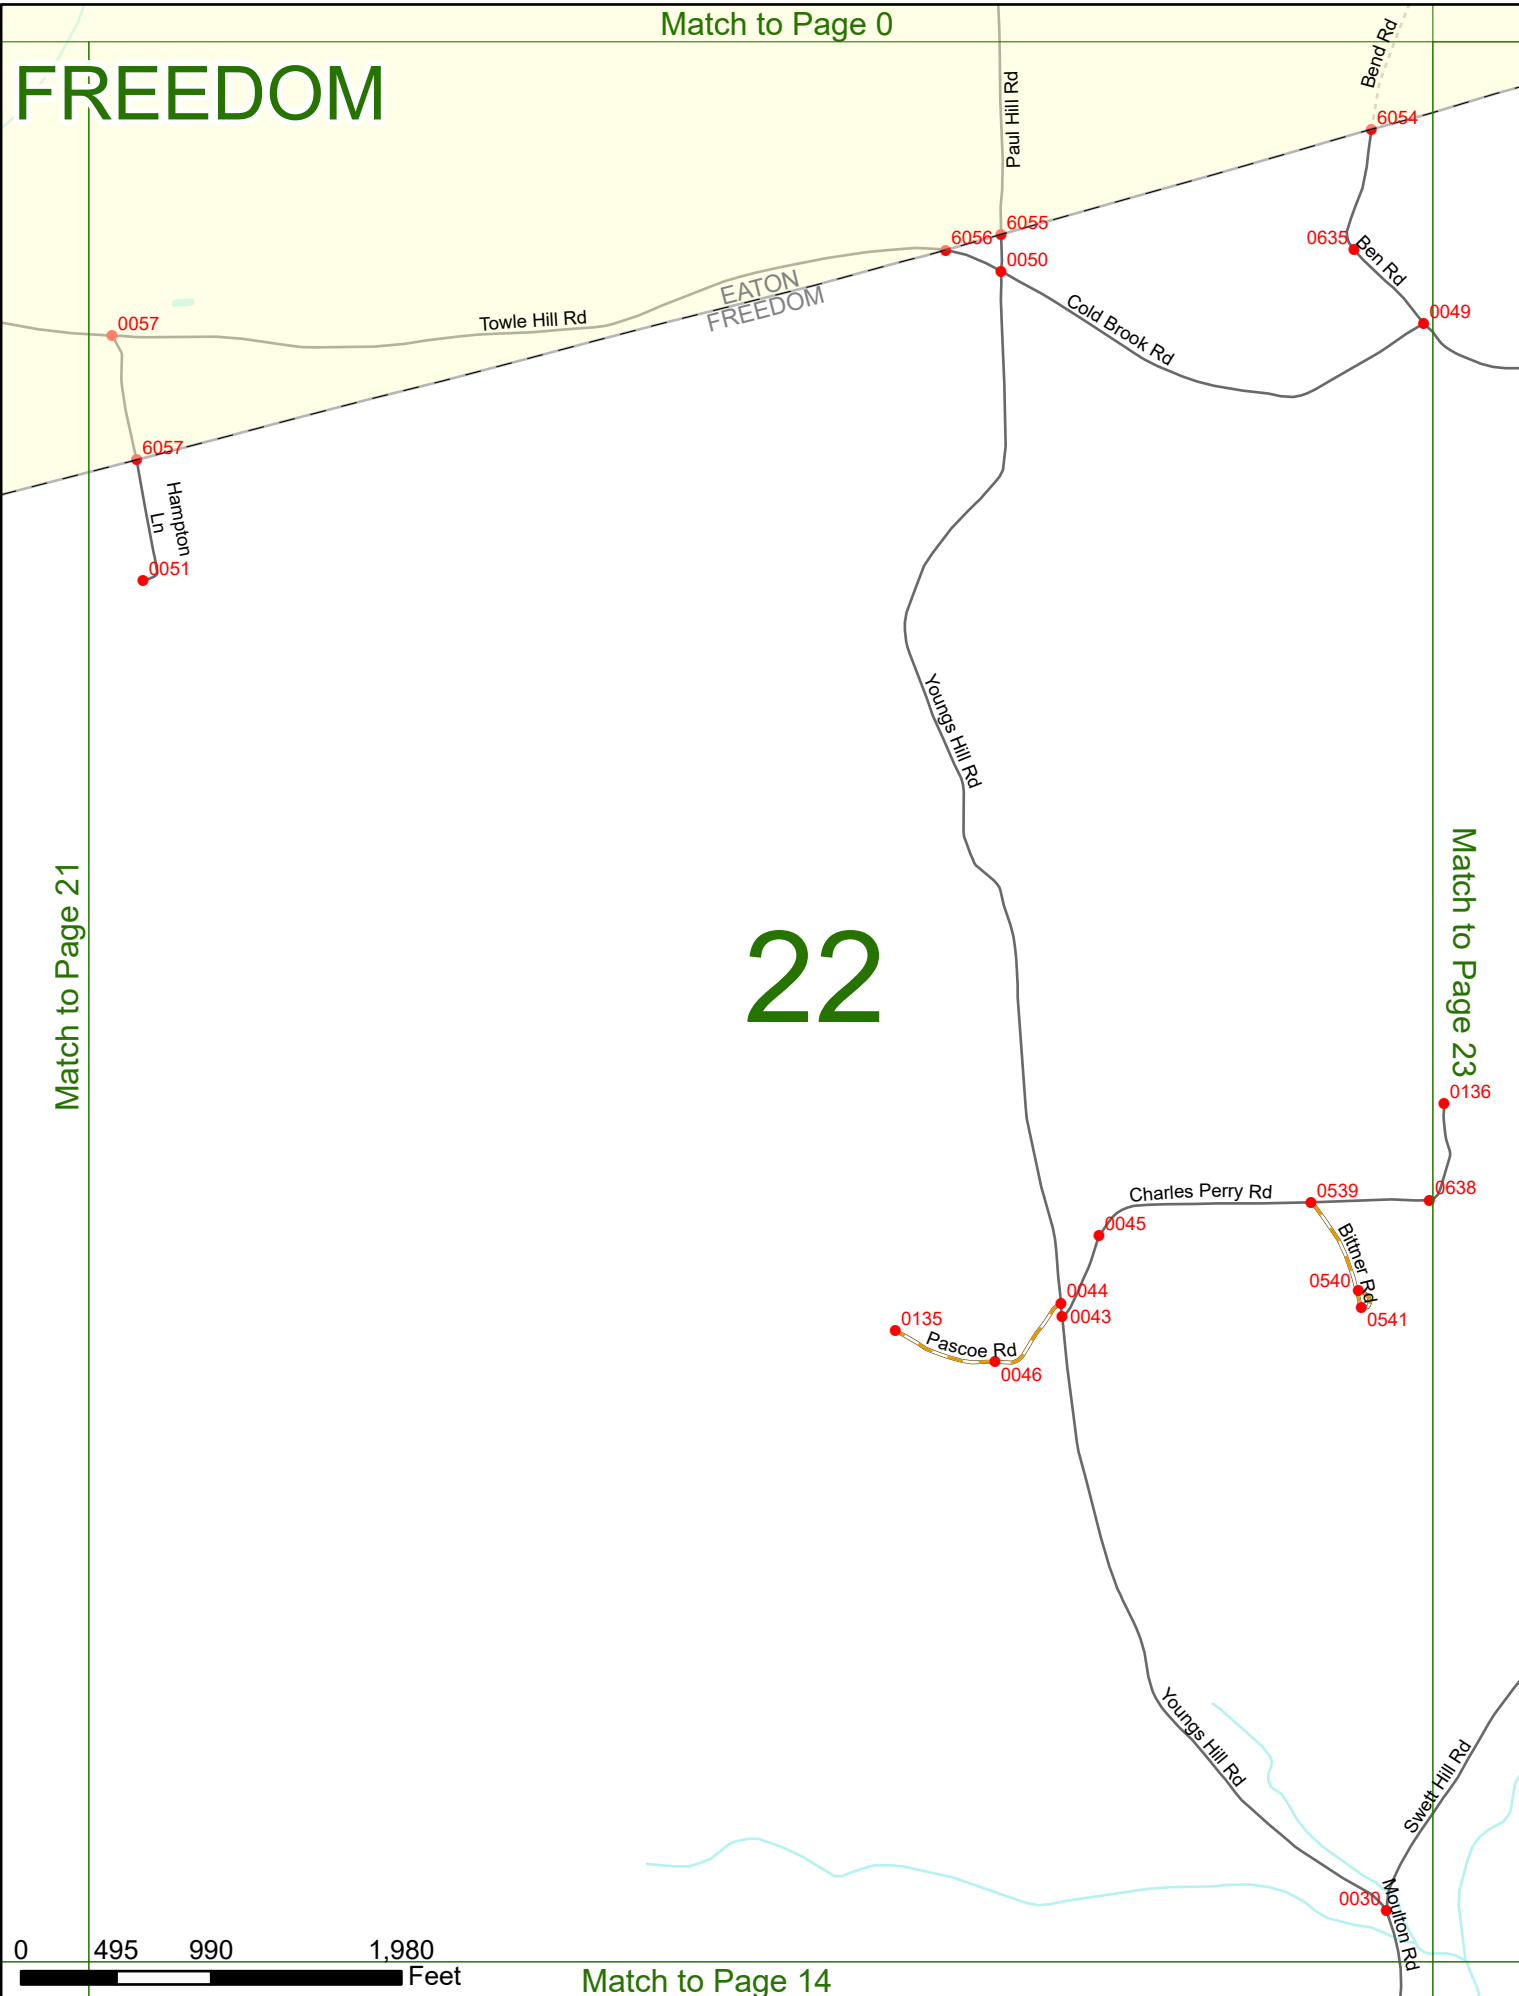 Match to Page 0
FREEDOM
Bend Rd
Paul Hill Rd
6054
6055
6056
0635
Ben Rd
0050
EATON
FREEDOM
Cold Brook Rd
0049
0057
Towle Hill Rd
6057
Hampton
Ln
0051
Youngs Hill Rd
Match to Page 21
22
Match to Page 23
0136
Charles Perry Rd
0539
0638
0045
Bittner Rd
0540
0541
0044
0043
0135
Pascoe Rd
0046
Youngs Hill Rd
Swett Hill Rd
0030
Moulton Rd
0 495 990 1,980
Feet
Match to Page 14